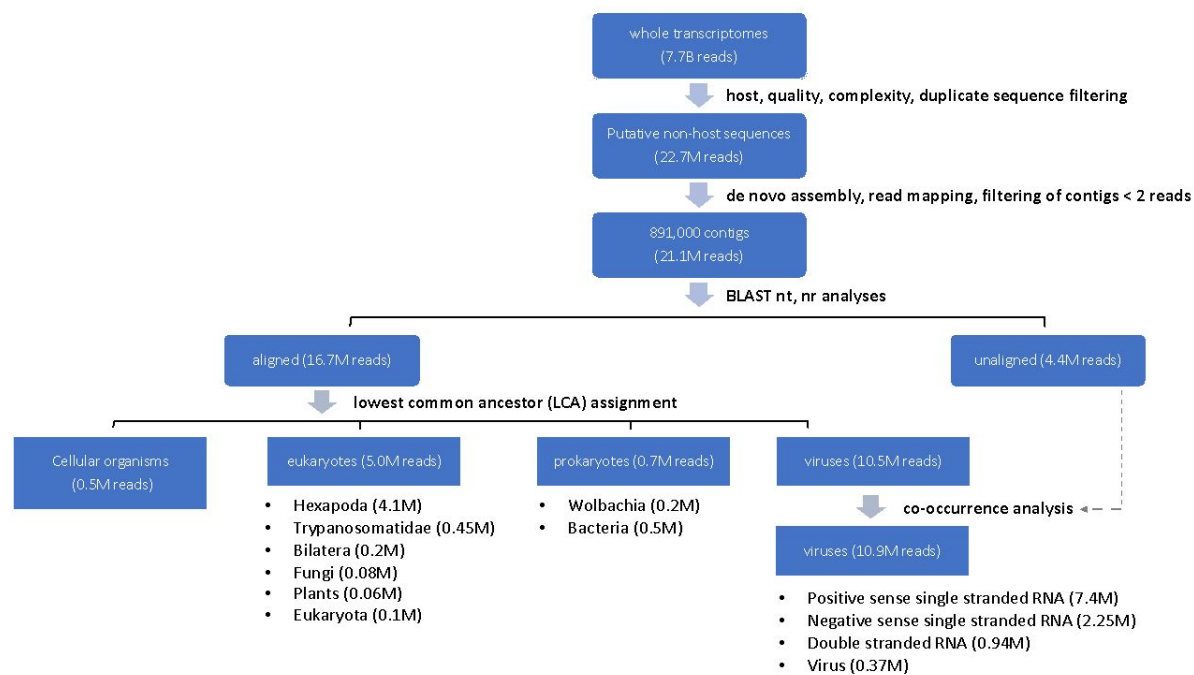 whole transcriptomes
(7.7B reads)
host, quality, complexity, duplicate sequence filtering
Putative non-host sequences
(22.7M reads)
de novo assembly, read mapping, filtering of contigs < 2 reads
891,000 contigs
(21.1M reads)
BLAST nt, nr analyses
aligned (16.7M reads)
unaligned (4.4M reads)
lowest common ancestor (LCA) assignment
Cellular organisms
(0.5M reads)
eukaryotes (5.0M reads)
• Hexapoda (4.1M)
• Trypanosomatidae (0.45M)
• Bilatera (0.2M)
• Fungi (0.08M)
• Plants (0.06M)
• Eukaryota (0.1M)
prokaryotes (0.7M reads)
• Wolbachia (0.2M)
• Bacteria (0.5M)
viruses (10.5M reads)
co-occurrence analysis
viruses (10.9M reads)
• Positive sense single stranded RNA (7.4M)
• Negative sense single stranded RNA (2.25M)
• Double stranded RNA (0.94M)
• Virus (0.37M)